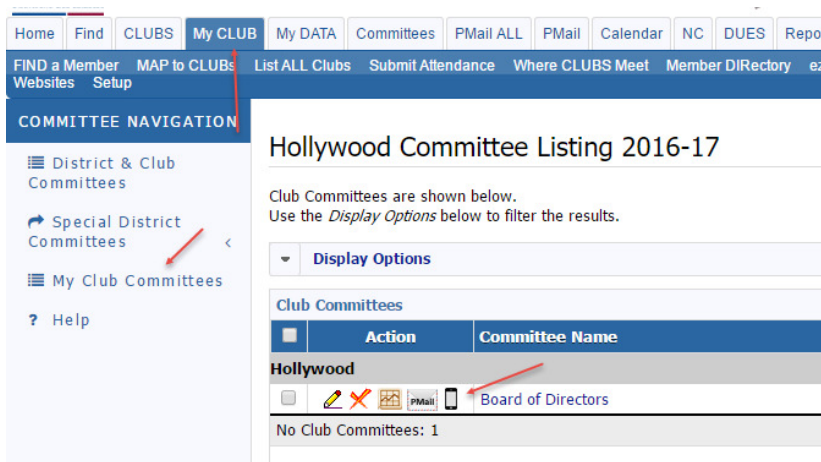 Home Find CLUBS My CLUB My DATA Committees PMail ALL PMail Calendar NC DUES Repo
FIND a Member MAP to CLUBs List ALL Clubs Submit Attendance Where CLUBS Meet Member DIRectory ez
Websites Setup
COMMITTEE NAVIGATION
District & Club
Committees
Special District
Committees <
My Club Committees
? Help
Hollywood Committee Listing 2016-17
Club Committees are shown below.
Use the Display Options below to filter the results.
Display Options
Club Committees
Action Committee Name
Hollywood
PMail Board of Directors
No Club Committees: 1